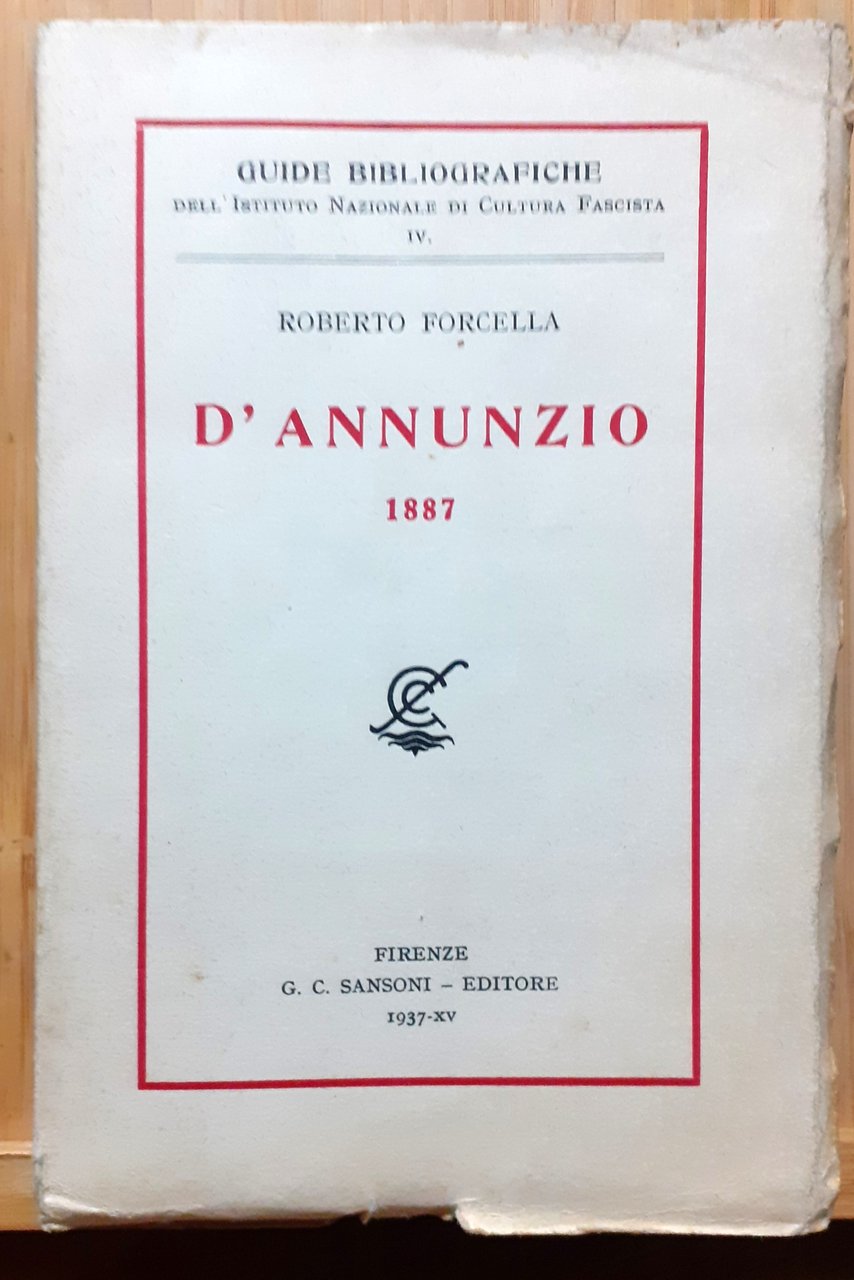 GUIDE BIBLIOGRAFICHE
DELL' ISTITUTO NAZIONALE DI CULTURA FASCISTA
IV.
ROBERTO FORCELLA
D' ANNUNZIO
1887
FIRENZE
G. C. SANSONI – EDITORE
1937-XV